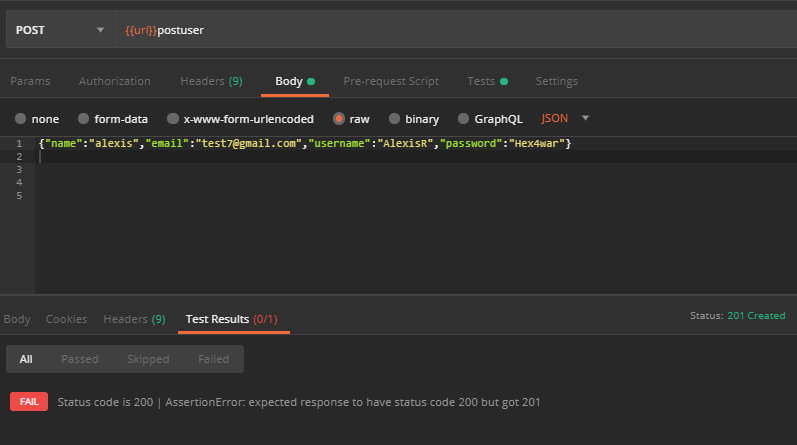 POST {{url}}postuser
Params Authorization Headers (9) Body Pre-request Script Tests Settings
none form-data x-www-form-urlencoded raw binary GraphQL JSON
1 {"name":"alexis","email":"test7@gmail.com","username":"AlexisR","password":"Hex4war"}
2
3
4
5
Body Cookies Headers (9) Test Results (0/1) Status: 201 Created
All Passed Skipped Failed
FAIL Status code is 200 | AssertionError: expected response to have status code 200 but got 201